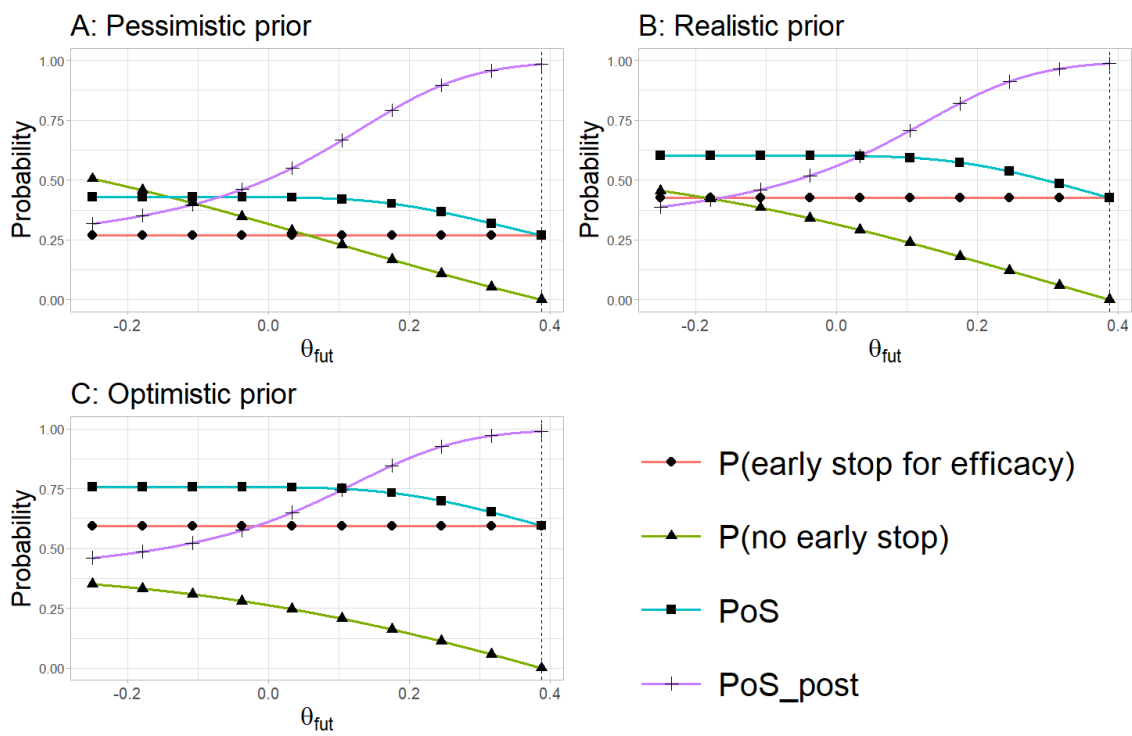 A: Pessimistic prior
Probability
1.00
0.75
0.50
0.25
0.00
-0.2
0.0
0.2
0.4
θfut
B: Realistic prior
Probability
1.00
0.75
0.50
0.25
0.00
-0.2
0.0
0.2
0.4
θfut
C: Optimistic prior
Probability
1.00
0.75
0.50
0.25
0.00
-0.2
0.0
0.2
0.4
θfut
P(early stop for efficacy)
P(no early stop)
PoS
PoS_post